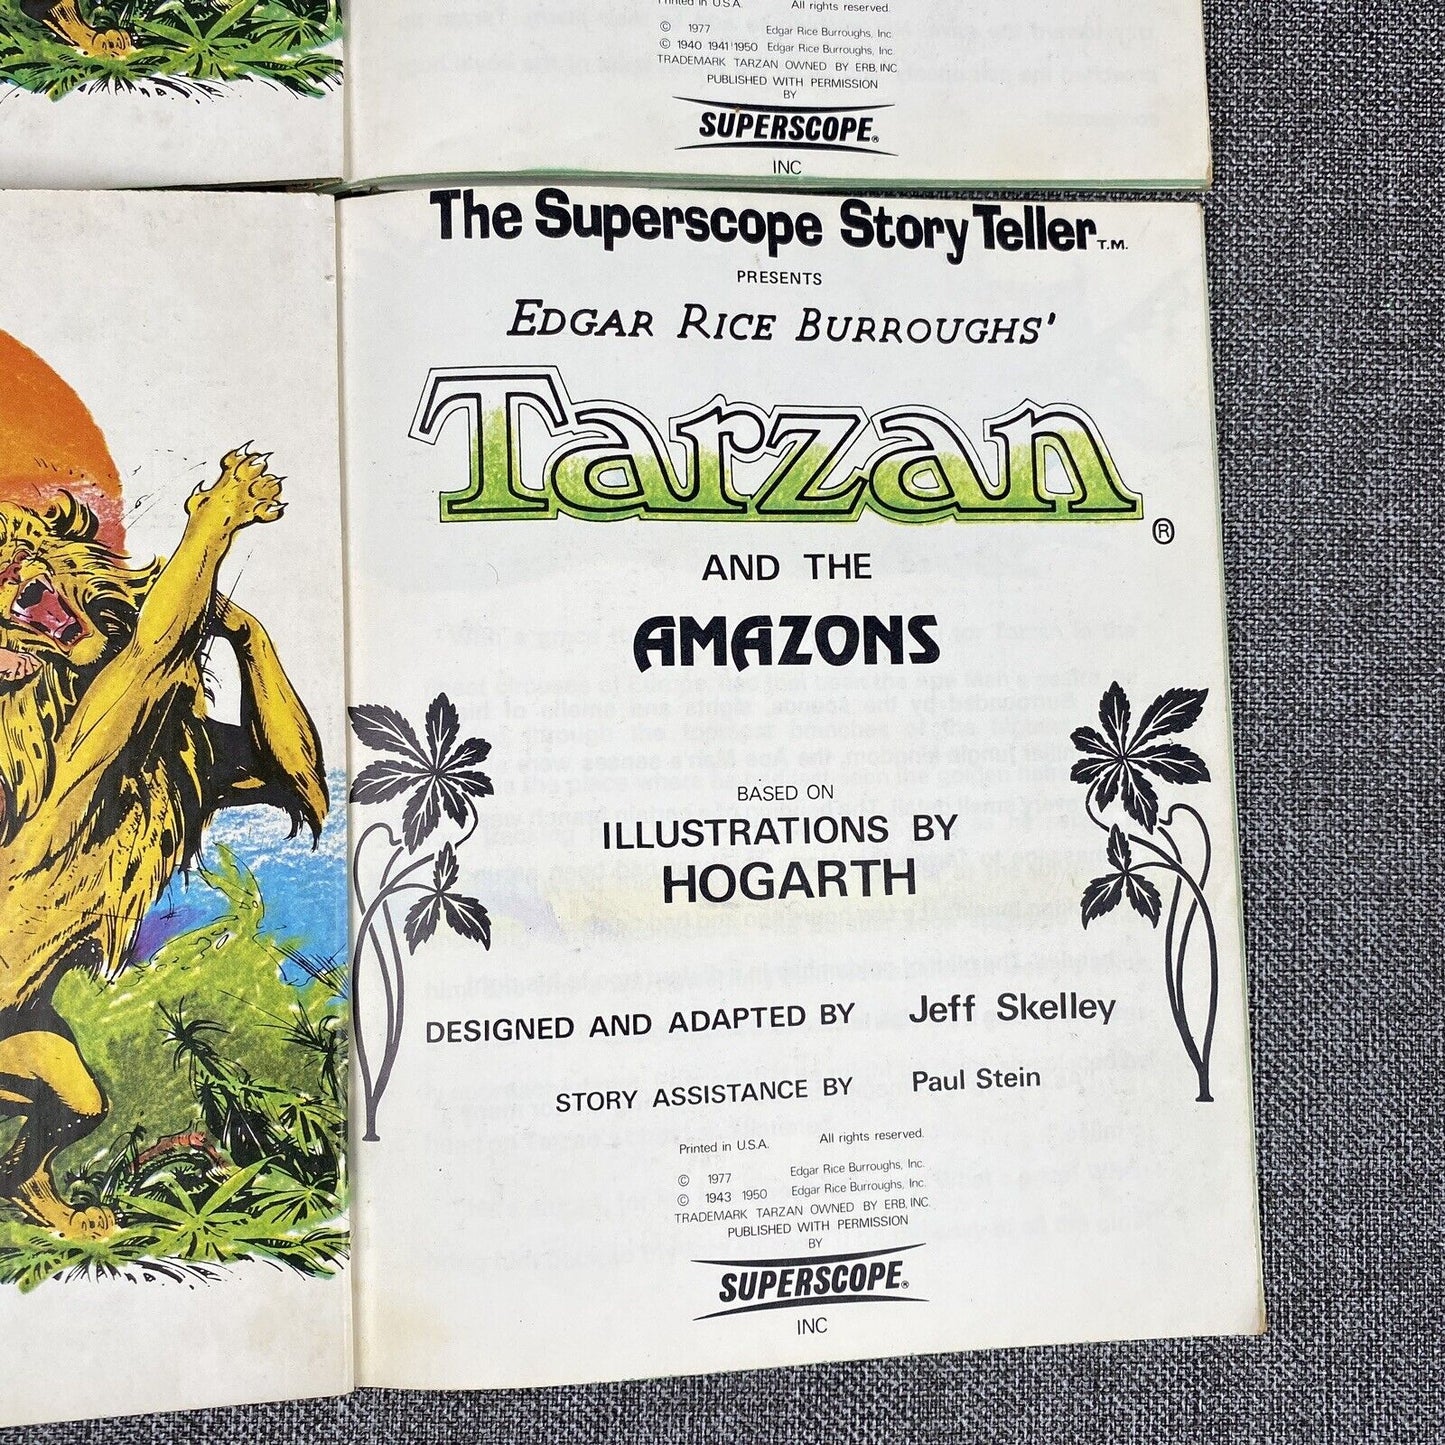 Printed in U.S.A. All rights reserved.
© 1977 Edgar Rice Burroughs, Inc.
© 1940 1941 1950 Edgar Rice Burroughs, Inc.
TRADEMARK TARZAN OWNED BY ERB, INC.
PUBLISHED WITH PERMISSION
BY
SUPERSCOPE®
INC
The Superscope Story Teller T.M.
PRESENTS
EDGAR RICE BURROUGHS'
Tarzan®
AND THE
AMAZONS
BASED ON
ILLUSTRATIONS BY
HOGARTH
DESIGNED AND ADAPTED BY Jeff Skelley
STORY ASSISTANCE BY Paul Stein
Printed in U.S.A. All rights reserved.
© 1977 Edgar Rice Burroughs, Inc.
© 1943 1950 Edgar Rice Burroughs, Inc.
TRADEMARK TARZAN OWNED BY ERB, INC.
PUBLISHED WITH PERMISSION
BY
SUPERSCOPE®
INC